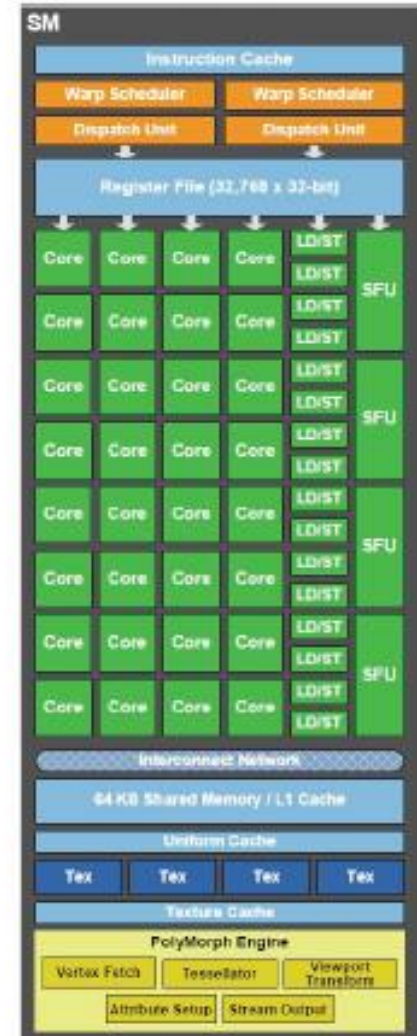 SM
Instruction Cache
Warp Scheduler Warp Scheduler
Dispatch Unit Dispatch Unit
Register File (32,768 x 32-bit)
LD/ST
Core Core Core Core
LD/ST
SFU
LD/ST
Core Core Core Core
LD/ST
LD/ST
Core Core Core Core
LD/ST
SFU
LD/ST
Core Core Core Core
LD/ST
LD/ST
Core Core Core Core
LD/ST
SFU
LD/ST
Core Core Core Core
LD/ST
LD/ST
Core Core Core Core
LD/ST
SFU
LD/ST
Core Core Core Core
LD/ST
Interconnect Network
64 KB Shared Memory / L1 Cache
Uniform Cache
Tex Tex Tex Tex
Texture Cache
PolyMorph Engine
Vertex Fetch Tessellator Viewport Transform
Attribute Setup Stream Output